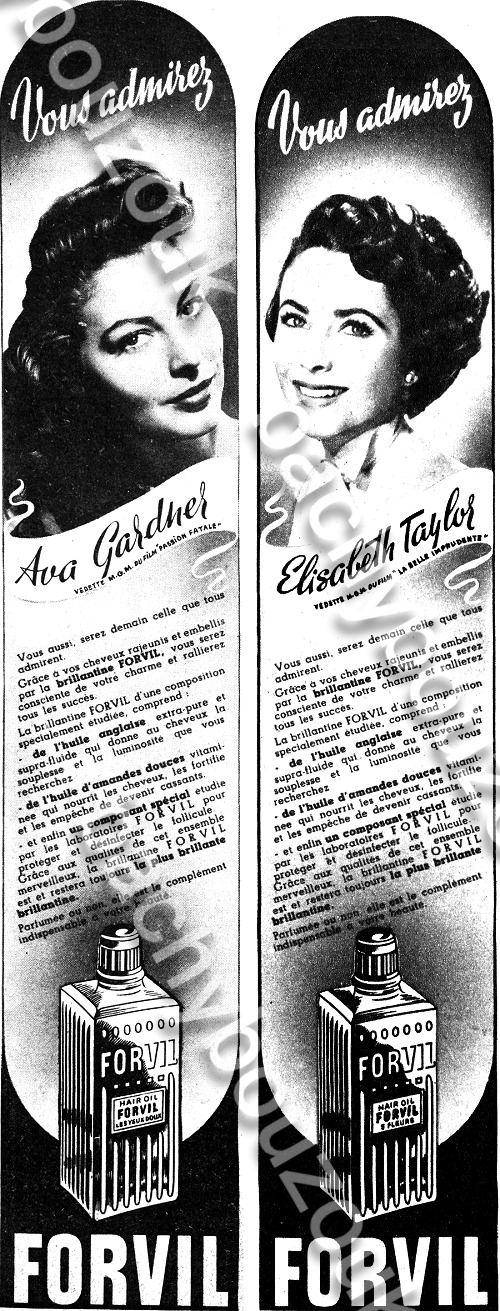 Vous admirez
Ava Gardner
VEDETTE M.G.M. DU FILM "PASSION FATALE"
Vous aussi, serez demain celle que tous
admirent.
Grâce à vos cheveux rajeunis et embellis
par la brillantine FORVIL, vous serez
consciente de votre charme et rallierez
tous les succès.
La brillantine FORVIL d'une composition
spécialement étudiée, comprend :
- de l'huile anglaise extra-pure et
supra-fluide qui donne au cheveux la
souplesse et la luminosité que vous
recherchez
- de l'huile d'amandes douces vitami-
née qui nourrit les cheveux, les fortifie
et les empêche de devenir cassants.
- et enfin un composant spécial étudié
par les laboratoires FORVIL pour
protéger et désinfecter le follicule.
Grâce aux qualités de cet ensemble
merveilleux, la brillantine FORVIL
est et restera toujours la plus brillante
brillantine.
Parfumée ou non, elle est le complément
indispensable à votre beauté.
FORVIL
HAIR OIL
FORVIL
LES YEUX DOUX
FORVIL
Vous admirez
Elisabeth Taylor
VEDETTE M.G.M. DU FILM "LA BELLE IMPRUDENTE"
Vous aussi, serez demain celle que tous
admirent.
Grâce à vos cheveux rajeunis et embellis
par la brillantine FORVIL, vous serez
consciente de votre charme et rallierez
tous les succès.
La brillantine FORVIL d'une composition
spécialement étudiée, comprend :
- de l'huile anglaise extra-pure et
supra-fluide qui donne au cheveux la
souplesse et la luminosité que vous
recherchez
- de l'huile d'amandes douces vitami-
née qui nourrit les cheveux, les fortifie
et les empêche de devenir cassants.
- et enfin un composant spécial étudié
par les laboratoires FORVIL pour
protéger et désinfecter le follicule.
Grâce aux qualités de cet ensemble
merveilleux, la brillantine FORVIL
est et restera toujours la plus brillante
brillantine.
Parfumée ou non, elle est le complément
indispensable à votre beauté.
FORVIL
HAIR OIL
FORVIL
5 FLEURS
FORVIL
pachybouzouk